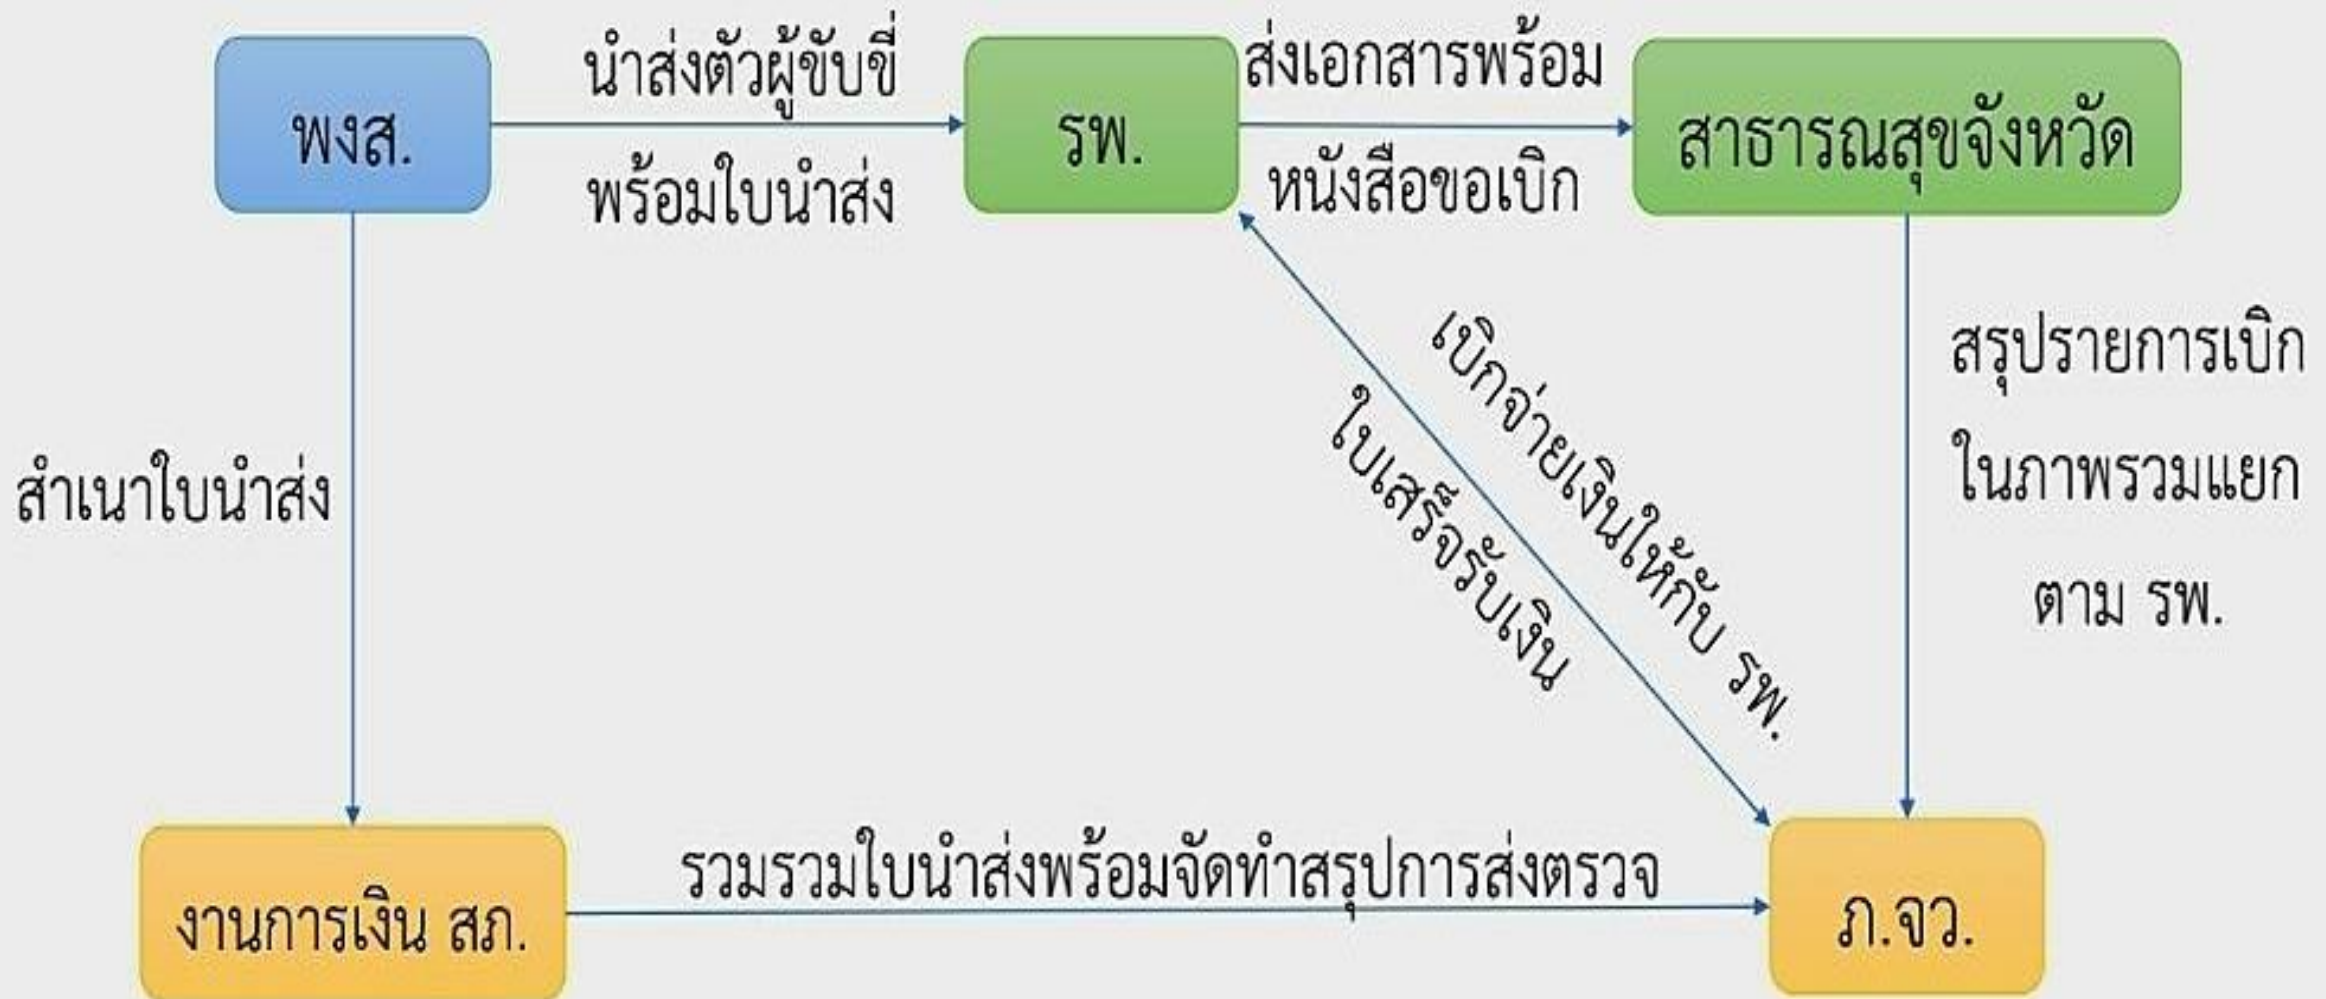 นำส่งตัวผู้ขับขี่
พร้อมใบนำส่ง
พงส.
รพ.
ส่งเอกสารพร้อม
หนังสือขอเบิก
สาธารณสุขจังหวัด
สำเนาใบนำส่ง
เบิกจ่ายเงินให้กับ รพ.
ใบเสร็จรับเงิน
สรุปรายการเบิก
ในภาพรวมแยก
ตาม รพ.
งานการเงิน สภ.
รวมรวมใบนำส่งพร้อมจัดทำสรุปการส่งตรวจ
ภ.จว.